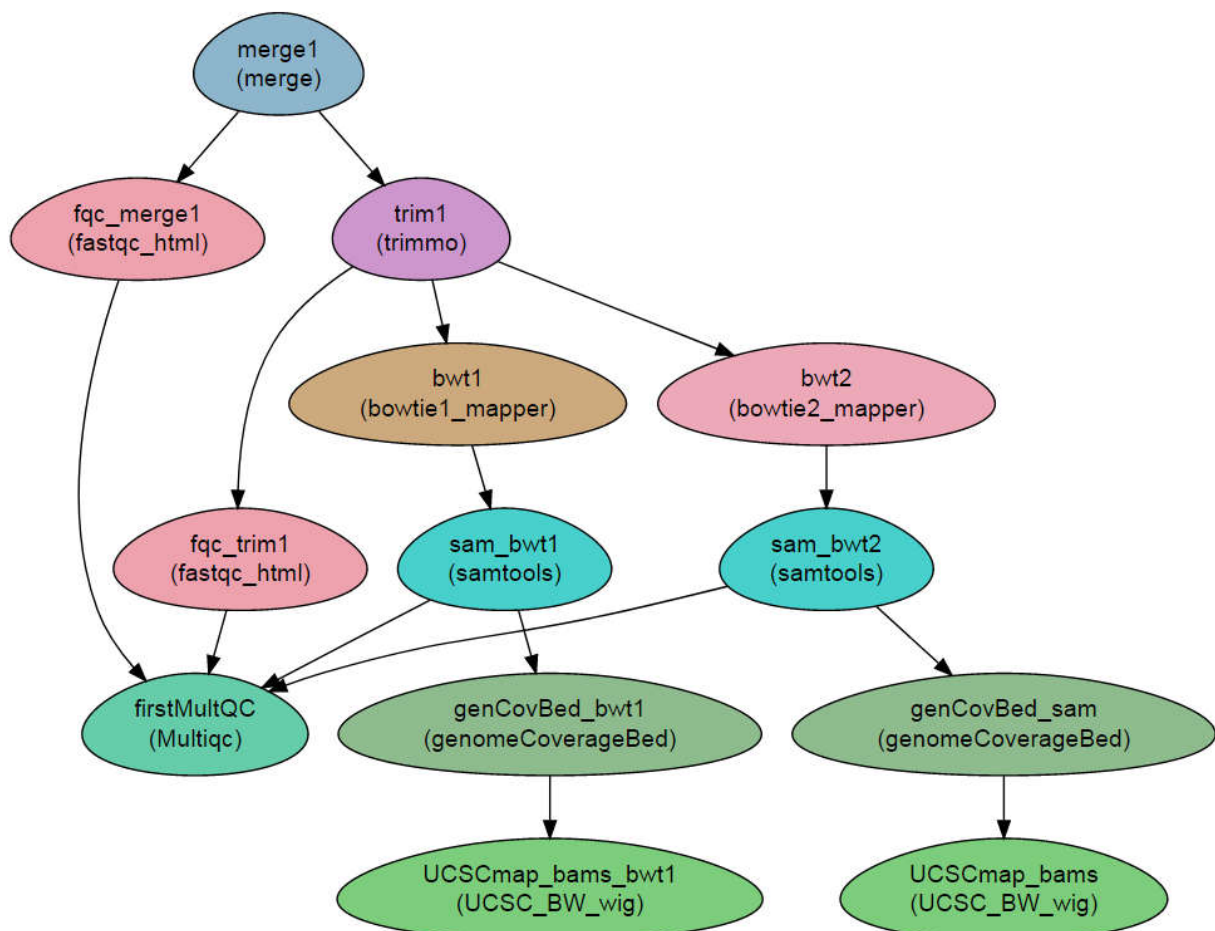 merge1
(merge)
fqc_merge1
(fastqc_html)
trim1
(trimmo)
bwt1
(bowtie1_mapper)
bwt2
(bowtie2_mapper)
fqc_trim1
(fastqc_html)
sam_bwt1
(samtools)
sam_bwt2
(samtools)
firstMultQC
(Multiqc)
genCovBed_bwt1
(genomeCoverageBed)
genCovBed_sam
(genomeCoverageBed)
UCSCmap_bams_bwt1
(UCSC_BW_wig)
UCSCmap_bams
(UCSC_BW_wig)